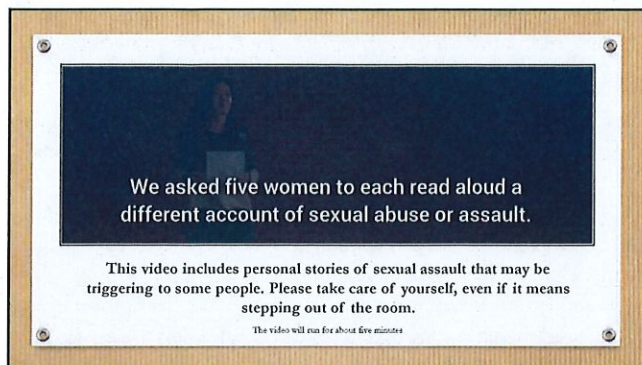 We asked five women to each read aloud a
different account of sexual abuse or assault.
This video includes personal stories of sexual assault that may be
triggering to some people. Please take care of yourself, even if it means
stepping out of the room.
The video will run for about five minutes